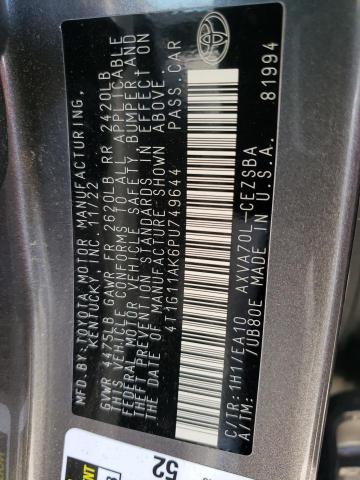 MFD. BY: TOYOTA MOTOR MANUFACTURING,
KENTUCKY, INC. 11/22
GVWR 4475LB GAWR FR 2620LB RR 2420LB
THIS VEHICLE CONFORMS TO ALL APPLICABLE
FEDERAL MOTOR VEHICLE SAFETY, BUMPER, AND
THEFT PREVENTION STANDARDS IN EFFECT ON
THE DATE OF MANUFACTURE SHOWN ABOVE.
4T1G11AK6PU749644 PASS.CAR
C/TR: 1H1/EA10 AXVA70L-CEZSBA
A/TM: /UB80E MADE IN U.S.A. 81994
52